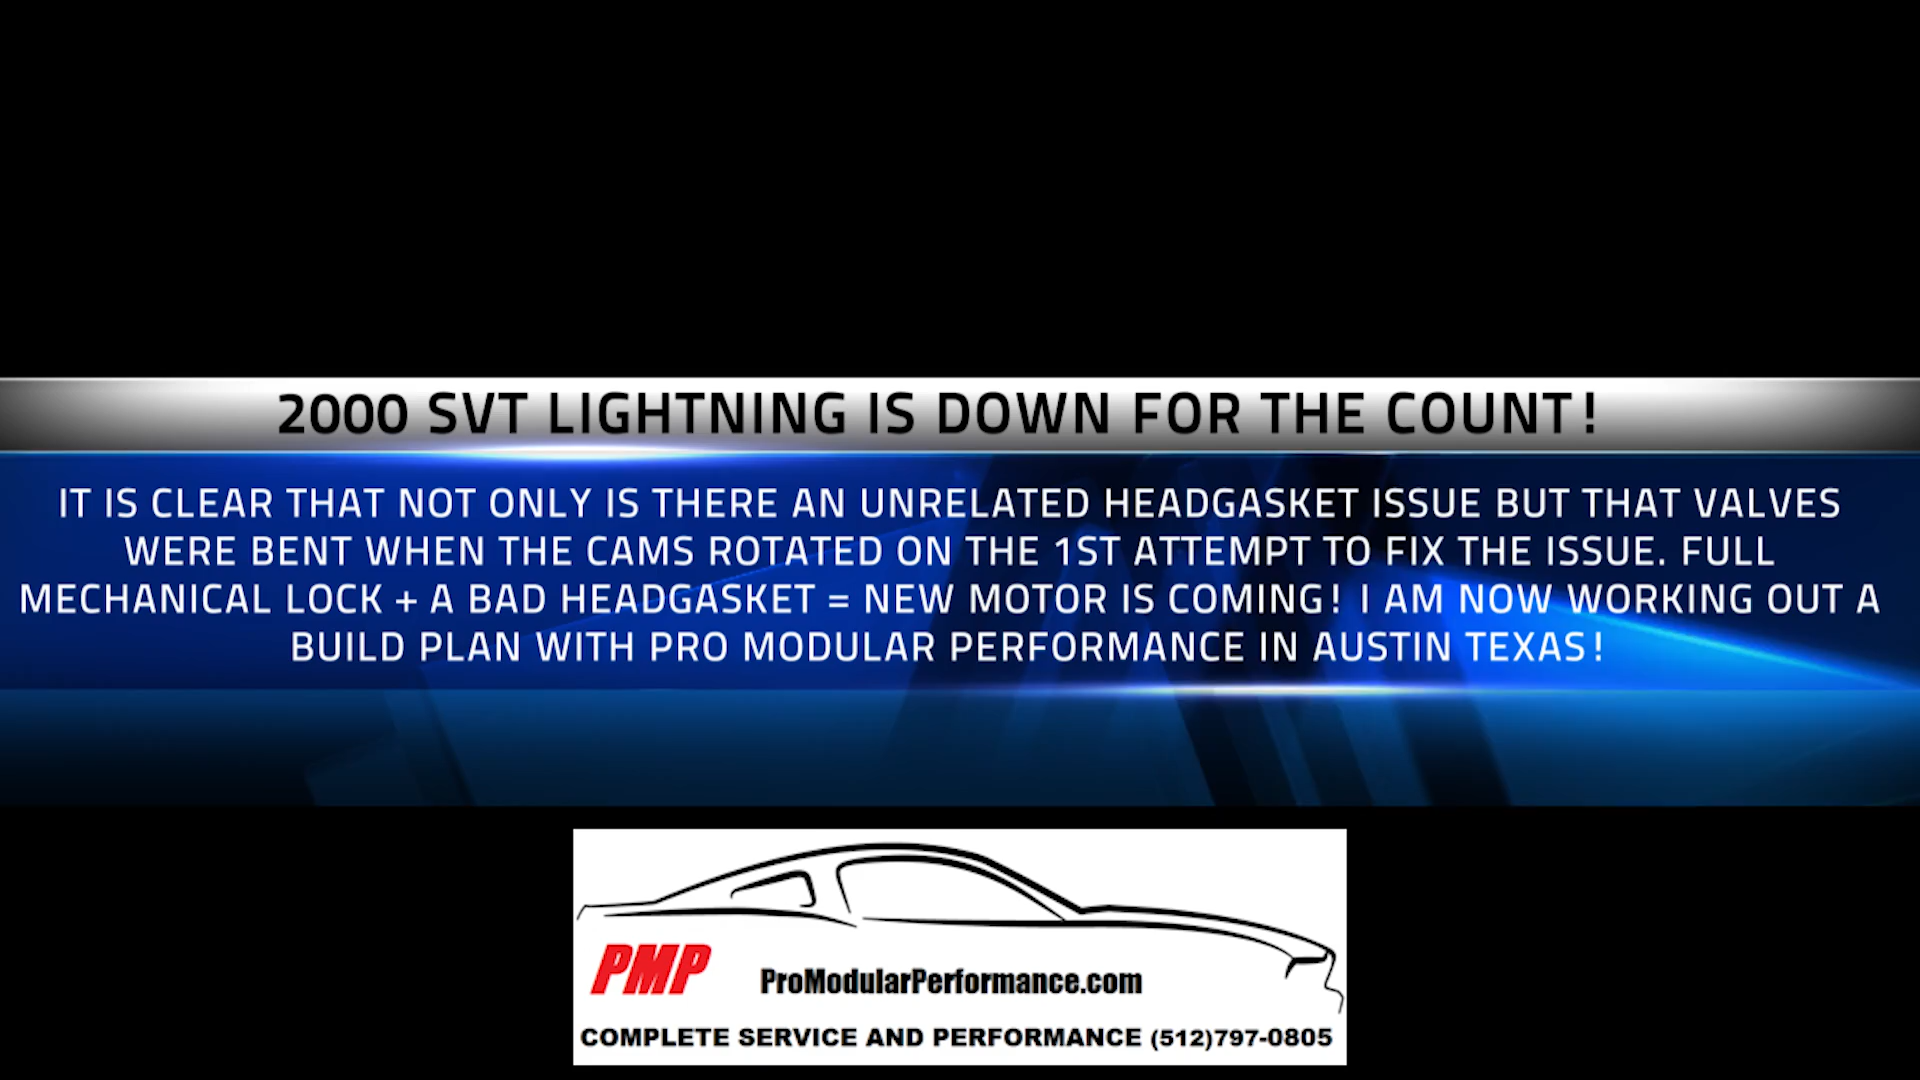 2000 SVT LIGHTNING IS DOWN FOR THE COUNT!
IT IS CLEAR THAT NOT ONLY IS THERE AN UNRELATED HEADGASKET ISSUE BUT THAT VALVES
WERE BENT WHEN THE CAMS ROTATED ON THE 1ST ATTEMPT TO FIX THE ISSUE. FULL
MECHANICAL LOCK + A BAD HEADGASKET = NEW MOTOR IS COMING! I AM NOW WORKING OUT A
BUILD PLAN WITH PRO MODULAR PERFORMANCE IN AUSTIN TEXAS!
PMP ProModularPerformance.com
COMPLETE SERVICE AND PERFORMANCE (512)797-0805